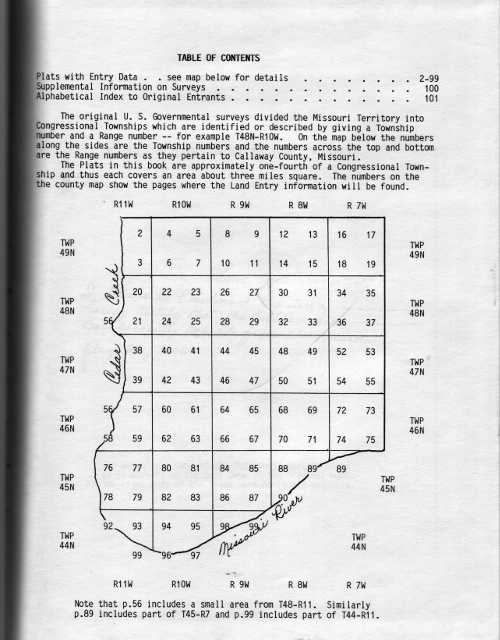 TABLE OF CONTENTS
Plats with Entry Data . . see map below for details . . . . . . . . . 2-99
Supplemental Information on Surveys . . . . . . . . . . . . . . . . . 100
Alphabetical Index to Original Entrants . . . . . . . . . . . . . . . 101
The original U. S. Governmental surveys divided the Missouri Territory into
Congressional Townships which are identified or described by giving a Township
number and a Range number -- for example T48N-R10W. On the map below the numbers
along the sides are the Township numbers and the numbers across the top and bottom
are the Range numbers as they pertain to Callaway County, Missouri.
The Plats in this book are approximately one-fourth of a Congressional Town-
ship and thus each covers an area about three miles square. The numbers on the
the county map show the pages where the Land Entry information will be found.
R11W R10W R 9W R 8W R 7W
2 4 5 8 9 12 13 16 17
TWP 49N TWP 49N
3 6 7 10 11 14 15 18 19
20 22 23 26 27 30 31 34 35
TWP 48N TWP 48N
56 21 24 25 28 29 32 33 36 37
Cedar Creek
38 40 41 44 45 48 49 52 53
TWP 47N TWP 47N
39 42 43 46 47 50 51 54 55
56 57 60 61 64 65 68 69 72 73
TWP 46N TWP 46N
58 59 62 63 66 67 70 71 74 75
76 77 80 81 84 85 88 89 89
TWP 45N TWP 45N
78 79 82 83 86 87 90
92 93 94 95 98 99
Missouri River
TWP 44N TWP 44N
99 96 97
R11W R10W R 9W R 8W R 7W
Note that p.56 includes a small area from T48-R11. Similarly
p.89 includes part of T45-R7 and p.99 includes part of T44-R11.